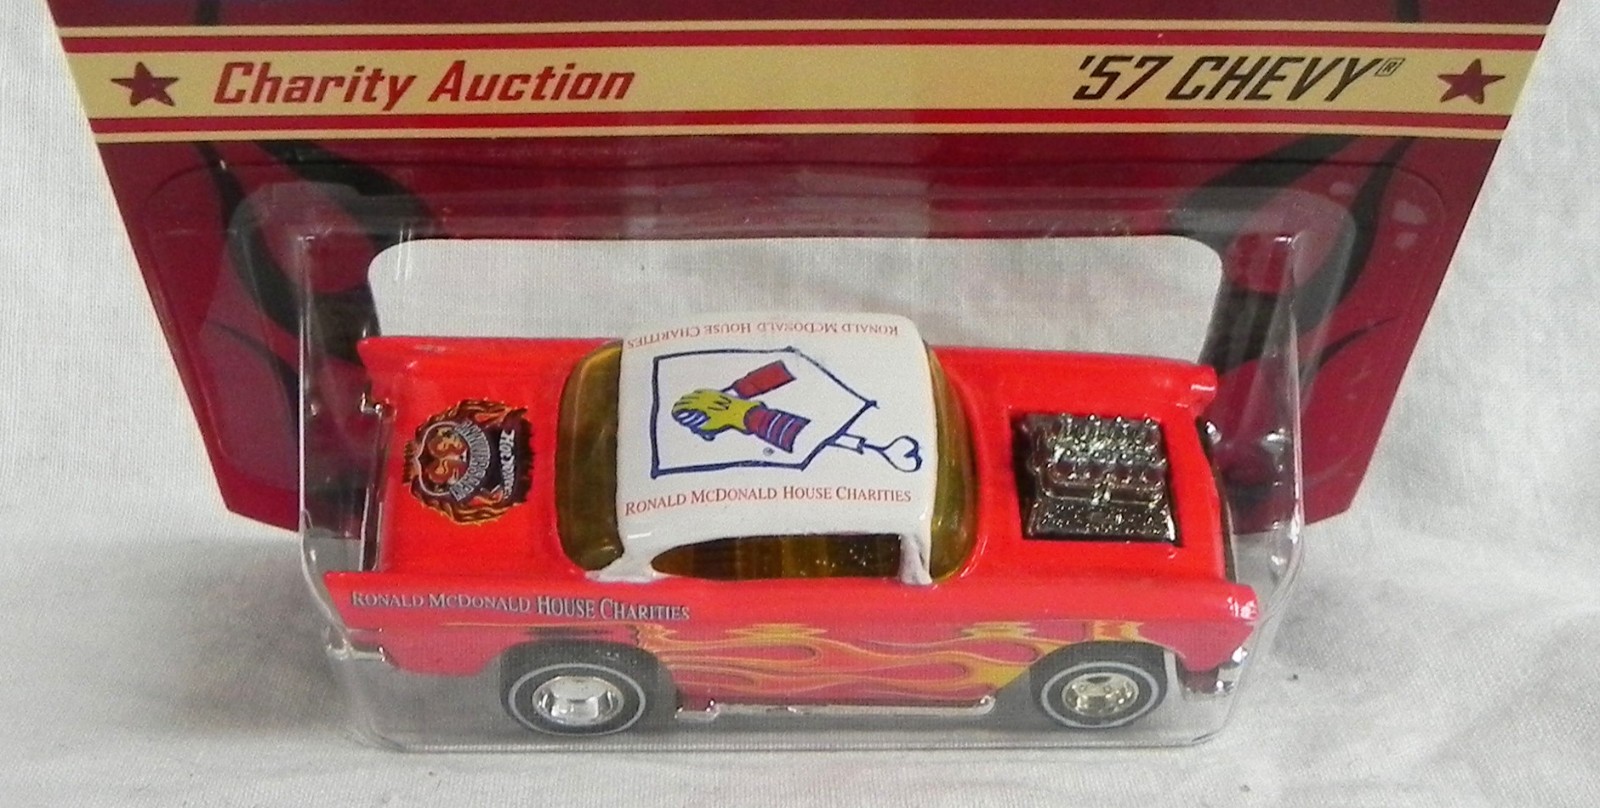 Charity Auction
'57 CHEVY®
RONALD MCDONALD HOUSE CHARITIES
®
RONALD MCDONALD HOUSE CHARITIES
RONALD MCDONALD HOUSE CHARITIES